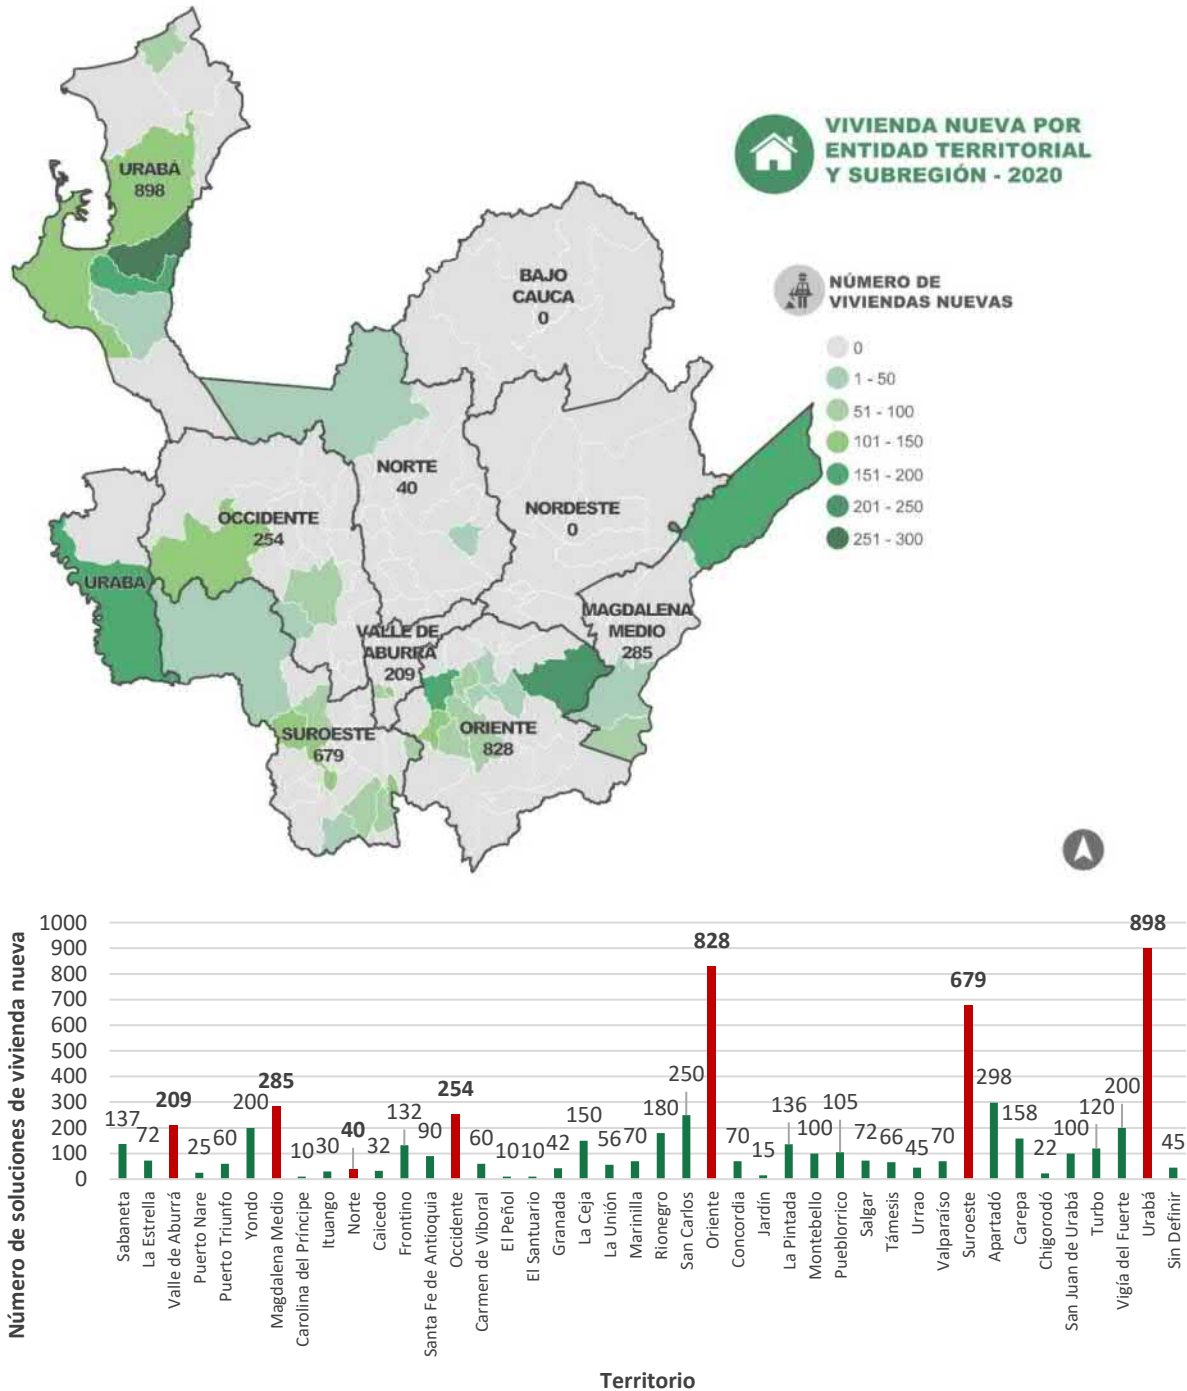 VIVIENDA NUEVA POR
ENTIDAD TERRITORIAL
Y SUBREGIÓN - 2020
URABÁ
898
BAJO
CAUCA
0
NÚMERO DE
VIVIENDAS NUEVAS
0
1 - 50
51 - 100
101 - 150
151 - 200
201 - 250
251 - 300
NORTE
40
OCCIDENTE
254
NORDESTE
0
URABÁ
MAGDALENA
MEDIO
285
VALLE DE
ABURRÁ
209
SUROESTE
679
ORIENTE
828
Número de soluciones de vivienda nueva
1000
900
800
700
600
500
400
300
200
100
0
137
72
209
25
60
200
285
10
30
40
32
132
90
254
60
10
10
42
150
56
70
180
250
828
70
15
136
100
105
72
66
45
70
679
298
158
22
100
120
200
898
45
Sabaneta
La Estrella
Valle de Aburrá
Puerto Nare
Puerto Triunfo
Yondo
Magdalena Medio
Carolina del Príncipe
Ituango
Norte
Caicedo
Frontino
Santa Fe de Antioquia
Occidente
Carmen de Viboral
El Peñol
El Santuario
Granada
La Ceja
La Unión
Marinilla
Rionegro
San Carlos
Oriente
Concordia
Jardín
La Pintada
Montebello
Pueblorrico
Salgar
Támesis
Urrao
Valparaíso
Suroeste
Apartadó
Carepa
Chigorodó
San Juan de Urabá
Turbo
Vigía del Fuerte
Urabá
Sin Definir
Territorio